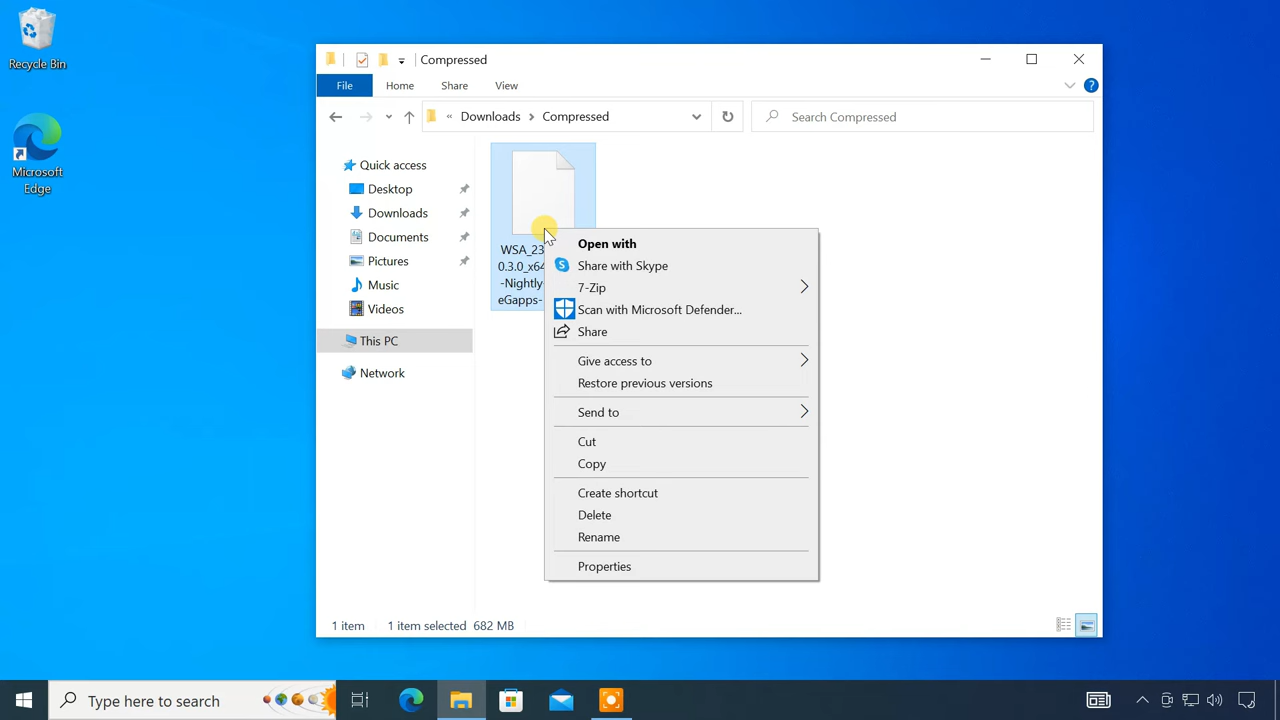 Recycle Bin
Microsoft
Edge
Compressed
File
Home
Share
View
« Downloads > Compressed
Search Compressed
Quick access
Desktop
Downloads
Documents
Pictures
Music
Videos
This PC
Network
WSA_23
0.3.0_x64
-Nightly-
eGapps-
Open with
Share with Skype
7-Zip
Scan with Microsoft Defender...
Share
Give access to
Restore previous versions
Send to
Cut
Copy
Create shortcut
Delete
Rename
Properties
1 item
1 item selected 682 MB
Type here to search